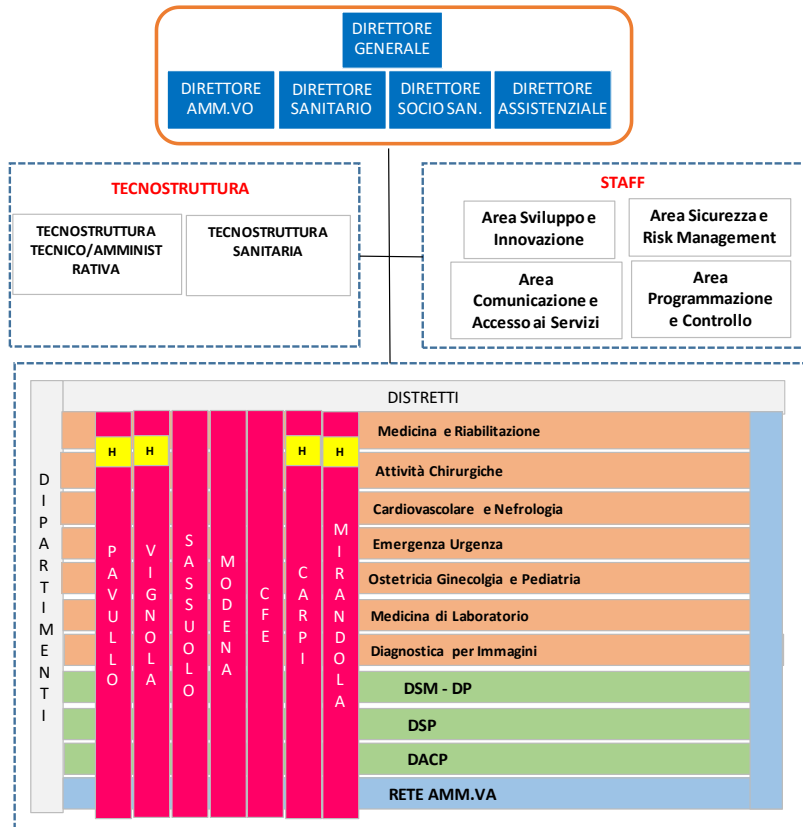 DIRETTORE
GENERALE
DIRETTORE
AMM.VO
DIRETTORE
SANITARIO
DIRETTORE
SOCIO SAN.
DIRETTORE
ASSISTENZIALE
TECNOSTRUTTURA
TECNOSTRUTTURA
TECNICO/AMMINIST
RATIVA
TECNOSTRUTTURA
SANITARIA
STAFF
Area Sviluppo e
Innovazione
Area Sicurezza e
Risk Management
Area
Comunicazione e
Accesso ai Servizi
Area
Programmazione
e Controllo
DISTRETTI
DIPARTIMENTI
H
H
H
H
PAVULLO
VIGNOLA
SASSUOLO
MODENA
CFE
CARPI
MIRANDOLA
Medicina e Riabilitazione
Attività Chirurgiche
Cardiovascolare e Nefrologia
Emergenza Urgenza
Ostetricia Ginecolgia e Pediatria
Medicina di Laboratorio
Diagnostica per Immagini
DSM - DP
DSP
DACP
RETE AMM.VA